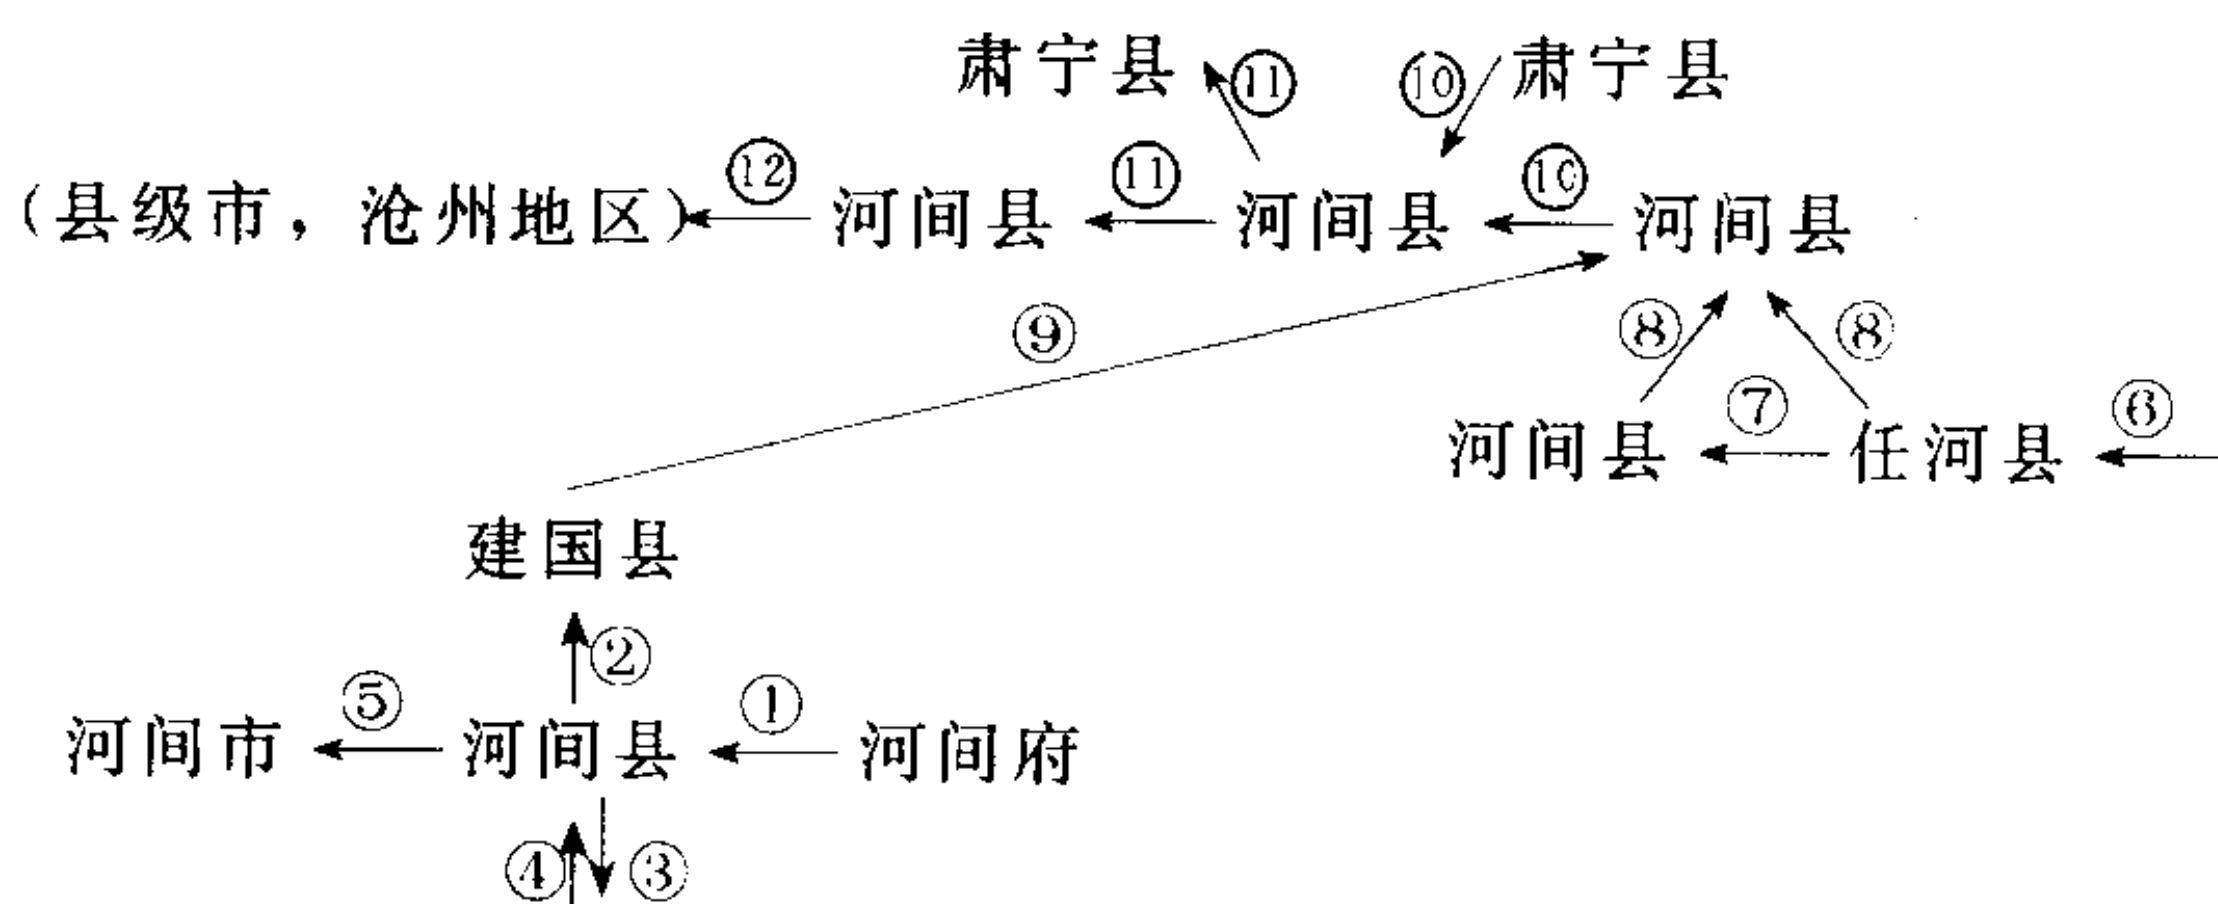 肃宁县 ⑪ ⑩ 肃宁县
(县级市，沧州地区) ⑫ 河间县 ⑪ 河间县 ⑩ 河间县
⑨ ⑧ ⑧
河间县 ⑦ 任河县 ⑥
建国县
②
河间市 ⑤ 河间县 ① 河间府
④ ③